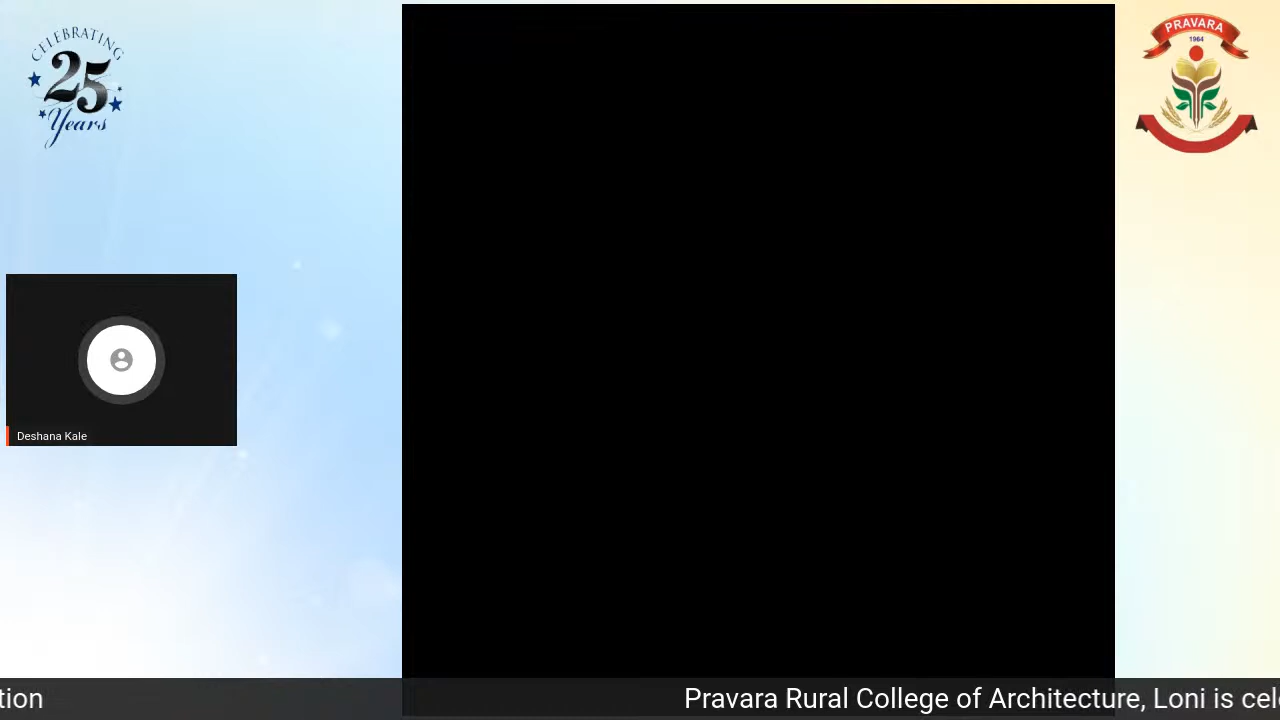 CELEBRATING
25
Years
PRAVARA
1964
Deshana Kale
tion
Pravara Rural College of Architecture, Loni is cel